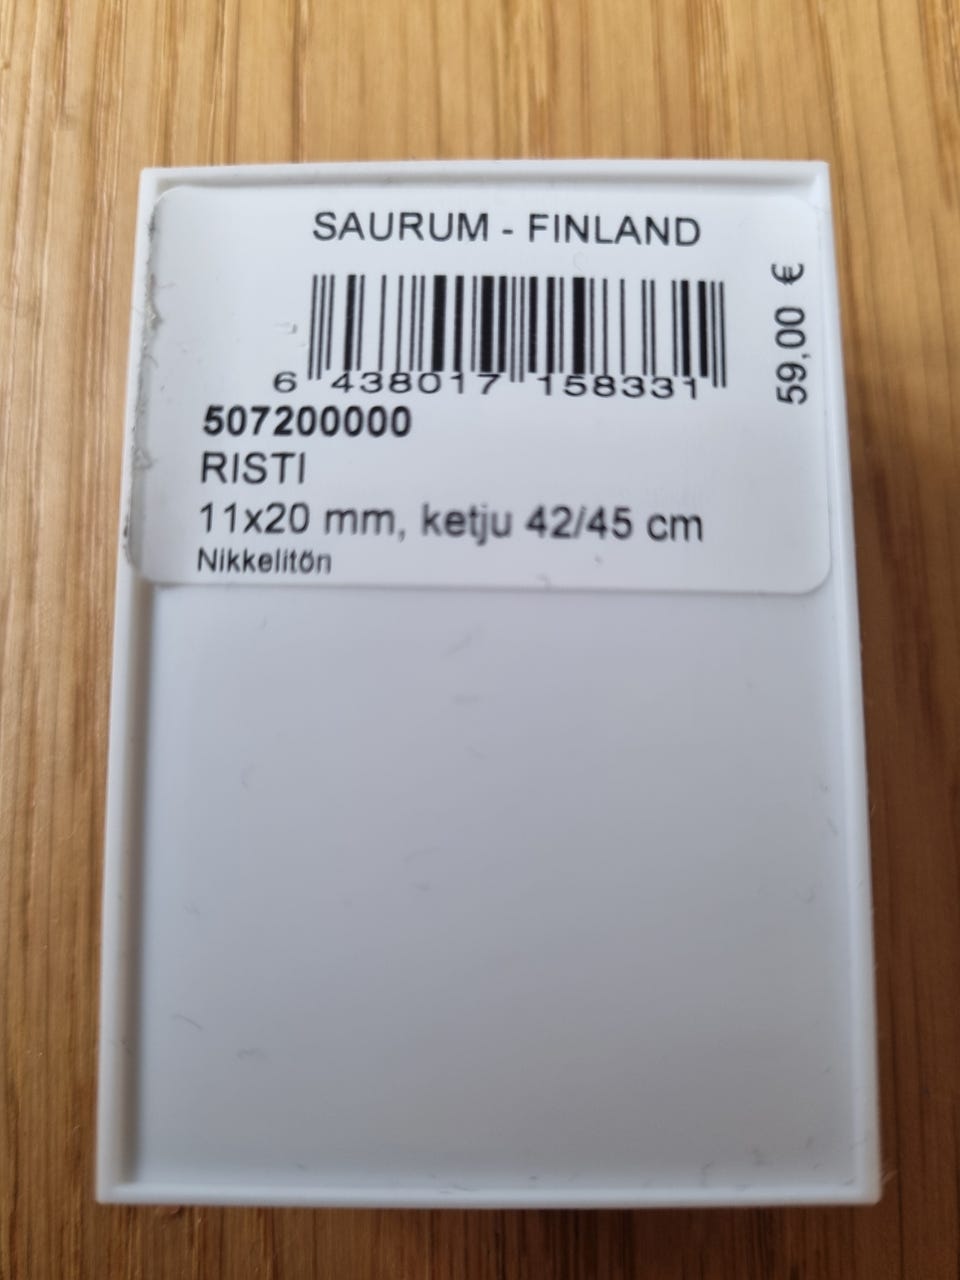 SAURUM - FINLAND
6 438017 158331
59,00 €
507200000
RISTI
11x20 mm, ketju 42/45 cm
Nikkelitön